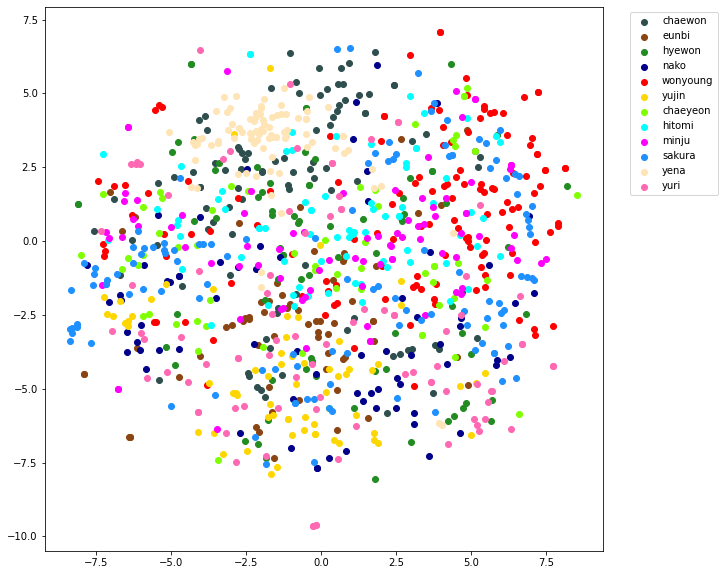 7.5
5.0
2.5
0.0
−2.5
−5.0
−7.5
−10.0
−7.5 −5.0 −2.5 0.0 2.5 5.0 7.5
chaewon
eunbi
hyewon
nako
wonyoung
yujin
chaeyeon
hitomi
minju
sakura
yena
yuri